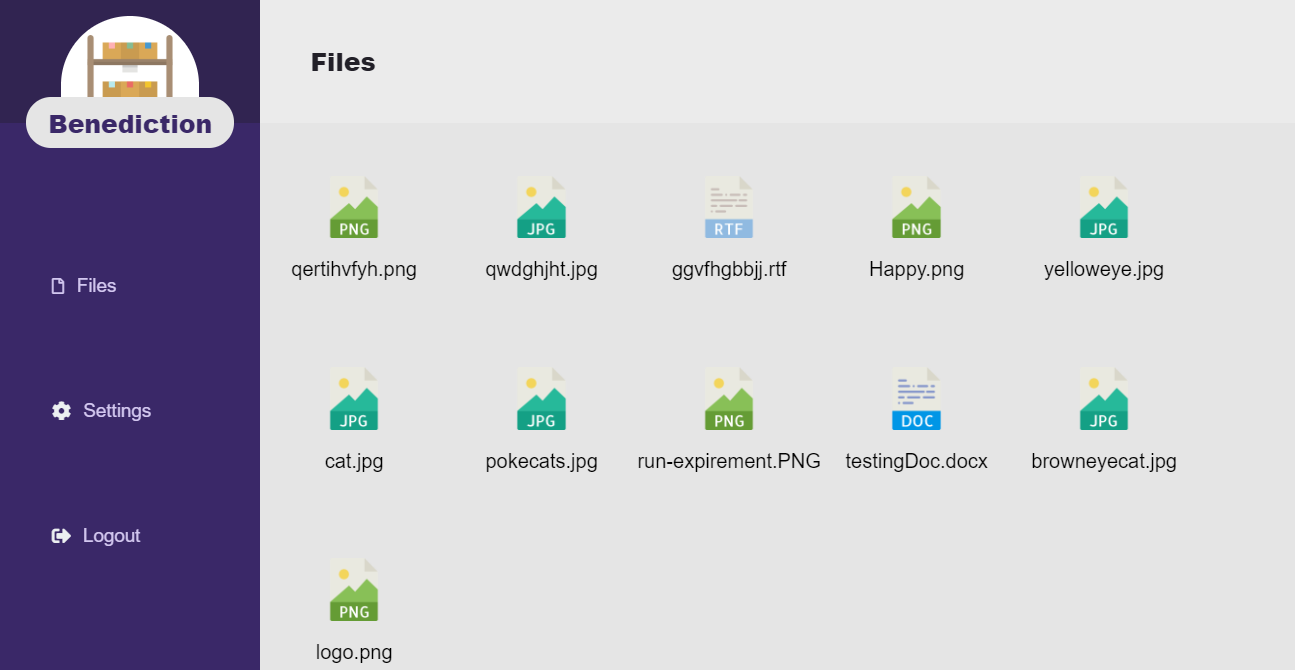 Benediction
Files
Settings
Logout
Files
PNG
JPG
RTF
PNG
JPG
qertihvfyh.png
qwdghjht.jpg
ggvfhgbbjj.rtf
Happy.png
yelloweye.jpg
JPG
JPG
PNG
DOC
JPG
cat.jpg
pokecats.jpg
run-expirement.PNG
testingDoc.docx
browneyecat.jpg
PNG
logo.png